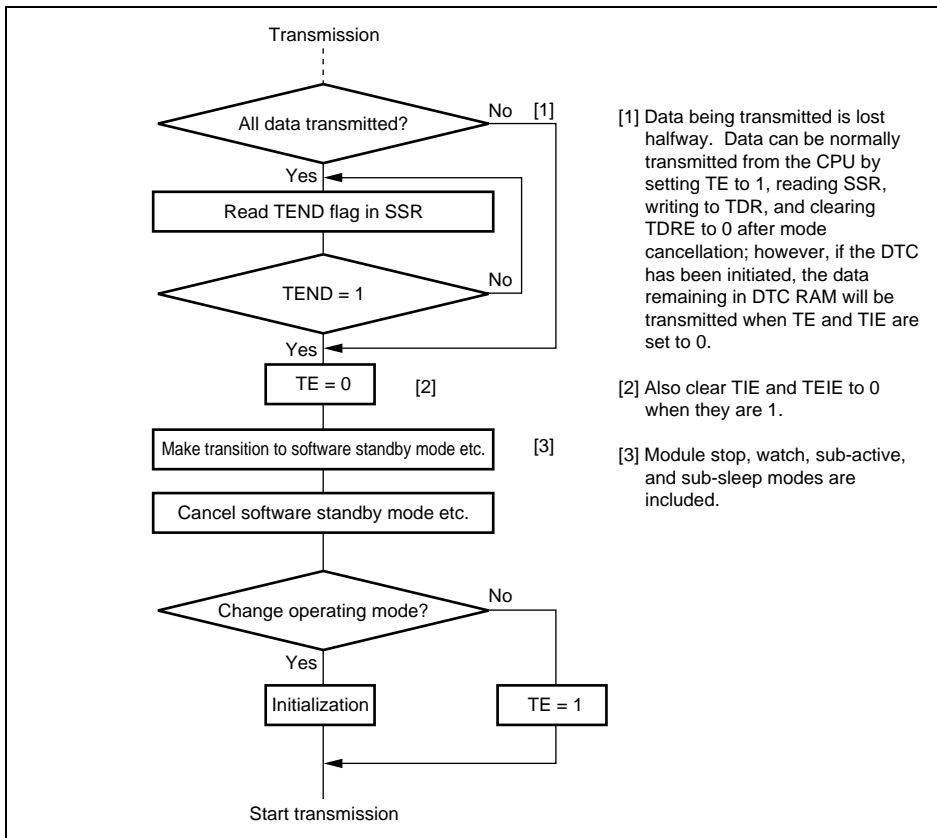 Transmission
All data transmitted?
No [1]
Yes
Read TEND flag in SSR
TEND = 1
No
Yes
TE = 0
[2]
Make transition to software standby mode etc.
[3]
Cancel software standby mode etc.
Change operating mode?
No
Yes
Initialization
TE = 1
Start transmission
[1] Data being transmitted is lost
halfway. Data can be normally
transmitted from the CPU by
setting TE to 1, reading SSR,
writing to TDR, and clearing
TDRE to 0 after mode
cancellation; however, if the DTC
has been initiated, the data
remaining in DTC RAM will be
transmitted when TE and TIE are
set to 0.
[2] Also clear TIE and TEIE to 0
when they are 1.
[3] Module stop, watch, sub-active,
and sub-sleep modes are
included.